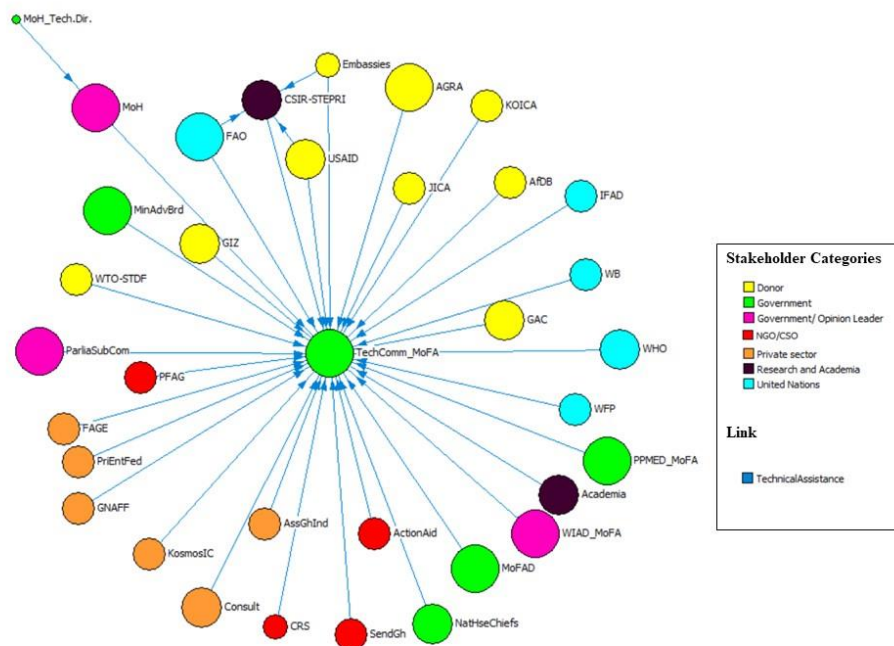 MoH_Tech.Dir.
Embassies
MoH
CSIR-STEPRI
AGRA
KOICA
FAO
USAID
JICA
AfDB
IFAD
MinAdvBrd
GIZ
WTO-STDF
WB
GAC
ParliaSubCom
TechComm_MoFA
WHO
PFAG
WFP
FAGE
PriEntFed
PPMED_MoFA
GNAFF
Academia
AssGhInd
ActionAid
WIAD_MoFA
KosmosIC
MoFAD
Consult
CRS
SendGh
NatHseChiefs
Stakeholder Categories
Donor
Government
Government/ Opinion Leader
NGO/CSO
Private sector
Research and Academia
United Nations
Link
TechnicalAssistance